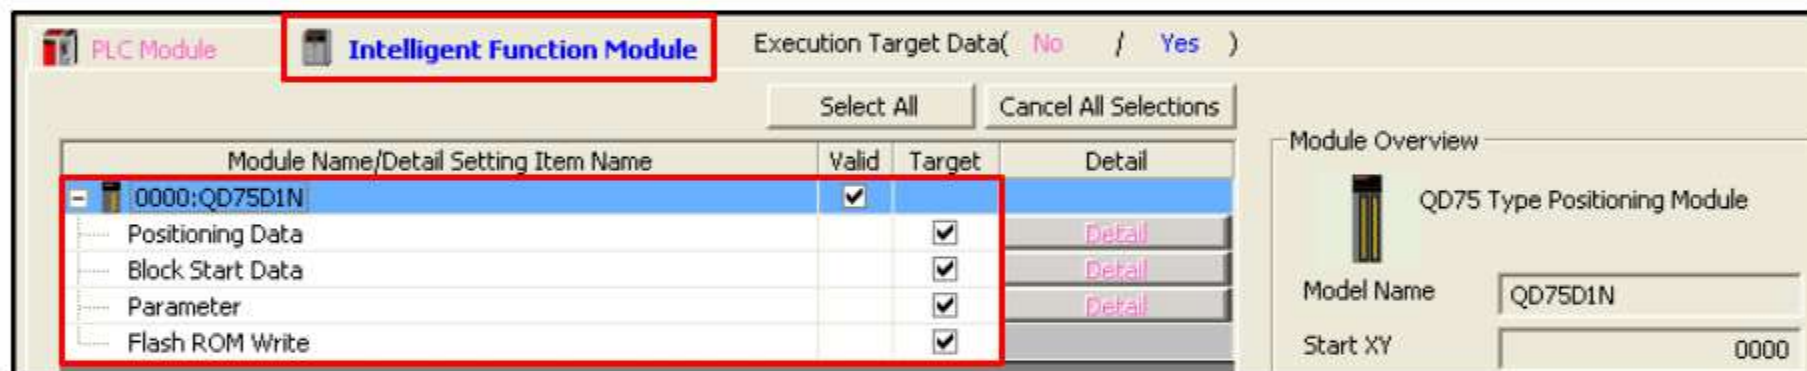 PLC Module
Intelligent Function Module
Execution Target Data( No / Yes )
Select All
Cancel All Selections
Module Name/Detail Setting Item Name Valid Target Detail
0000:QD75D1N
Positioning Data Detail
Block Start Data Detail
Parameter Detail
Flash ROM Write
Module Overview
QD75 Type Positioning Module
Model Name QD75D1N
Start XY 0000